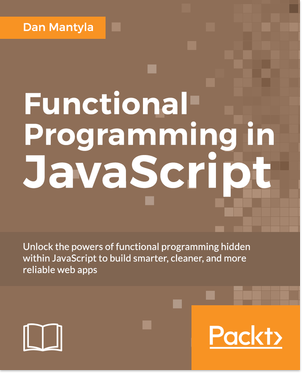 Dan Mantyla
Functional
Programming in
JavaScript
Unlock the powers of functional programming hidden
within JavaScript to build smarter, cleaner, and more
reliable web apps
Packt>